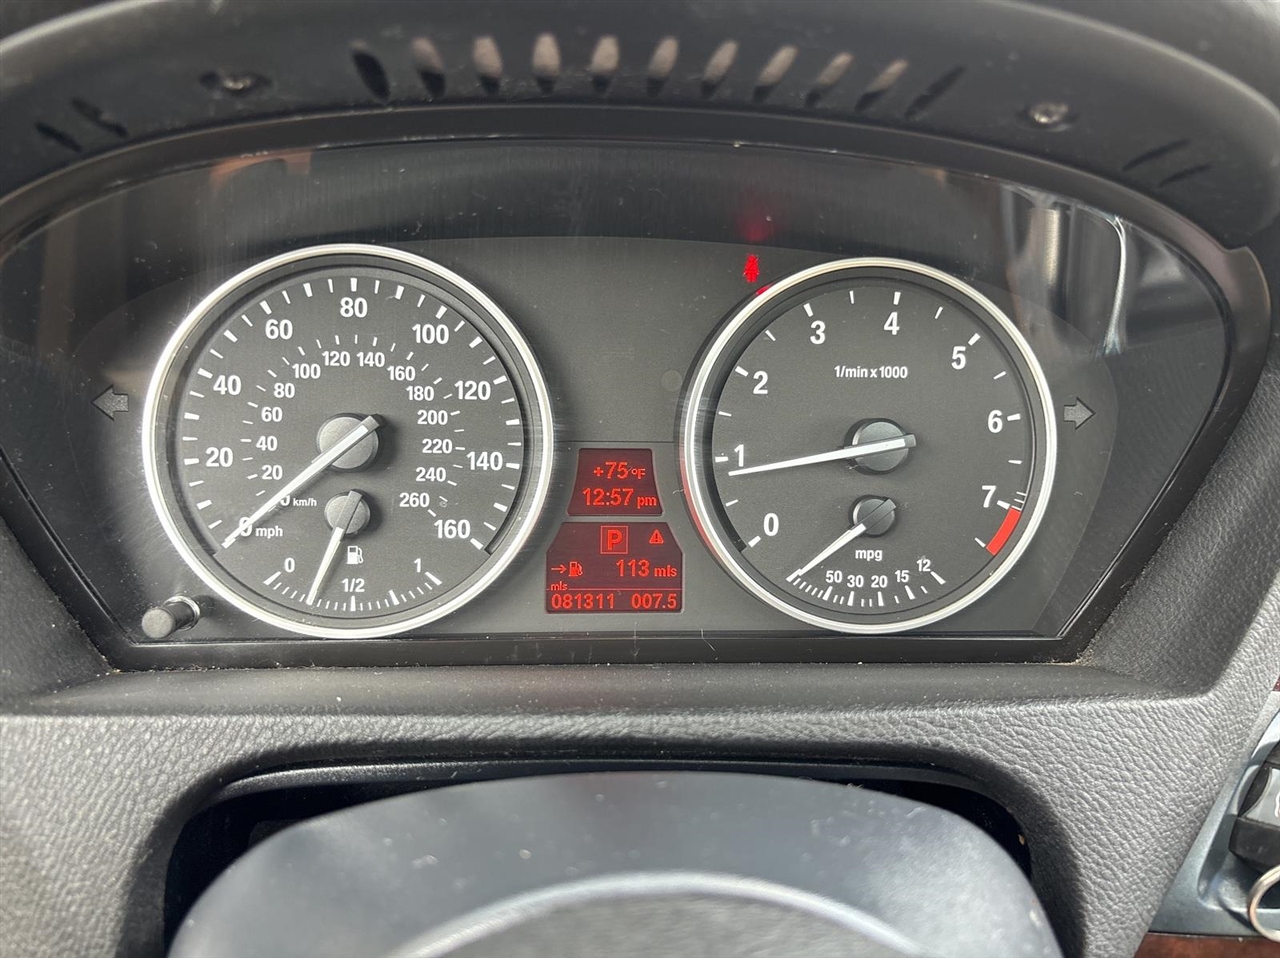 20 40 60 80 100 120 140 160
20 40 60 80 100 120 140 160 180 200 220 240 260
km/h
0 mph
0 1/2 1
+75 °F
12:57 pm
P
113 mls
mls
081311 007.5
0 1 2 3 4 5 6 7
1/min x 1000
mpg
50 30 20 15 12